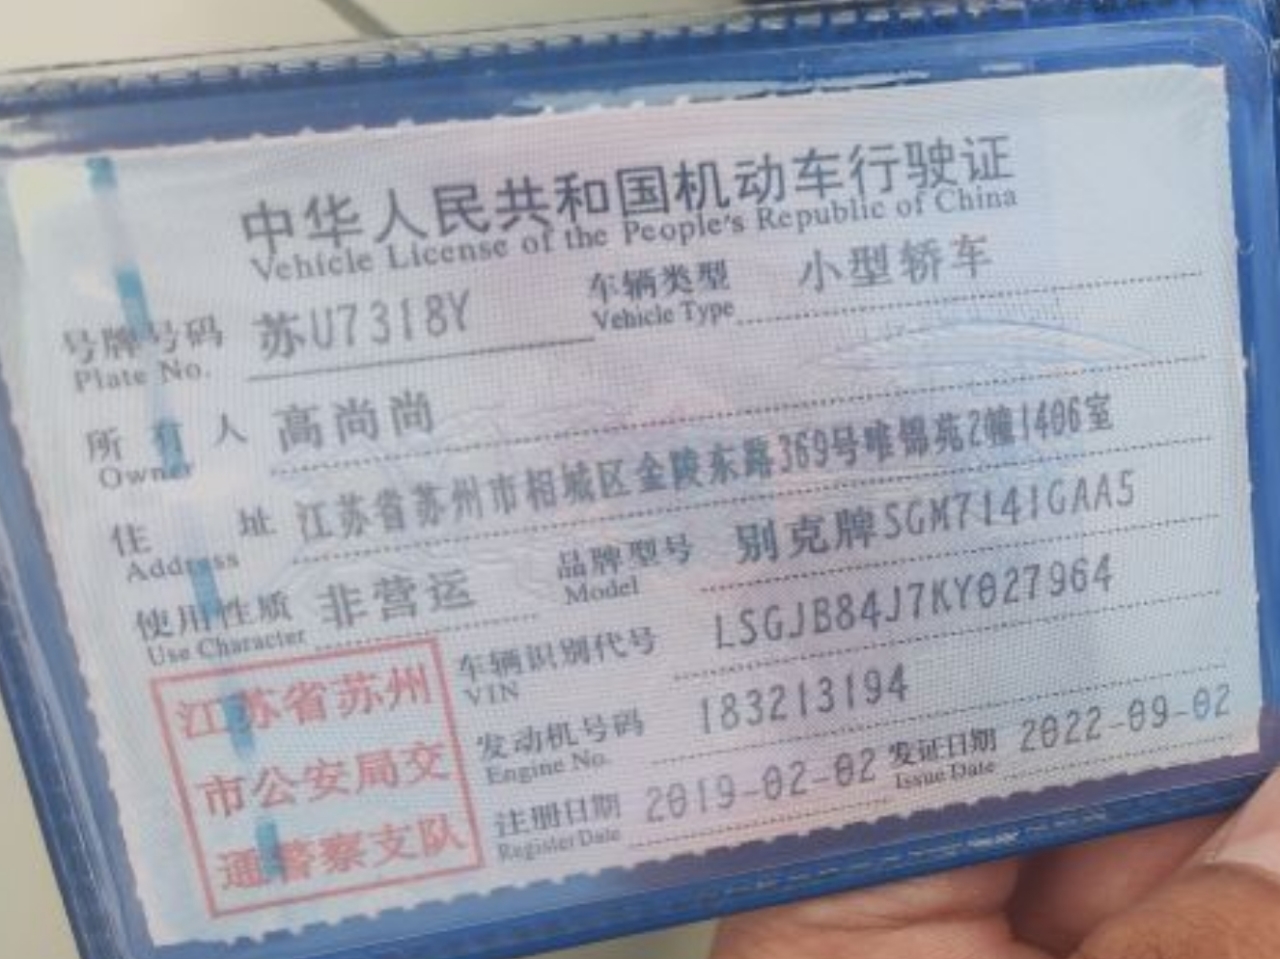 中华人民共和国机动车行驶证
Vehicle License of the People's Republic of China
号牌号码 苏U7318Y 车辆类型 小型轿车
Plate No. Vehicle Type
所有人 高尚尚
Owner
住址 江苏省苏州市相城区金陵东路369号唯锦苑2幢1406室
Address
使用性质 非营运 品牌型号 别克牌SGM7141GAA5
Use Character Model
车辆识别代号 LSGJB84J7KY027964
VIN
发动机号码 183213194
Engine No.
注册日期 2019-02-02 发证日期 2022-09-02
Register Date Issue Date
江苏省苏州
市公安局交
通警察支队